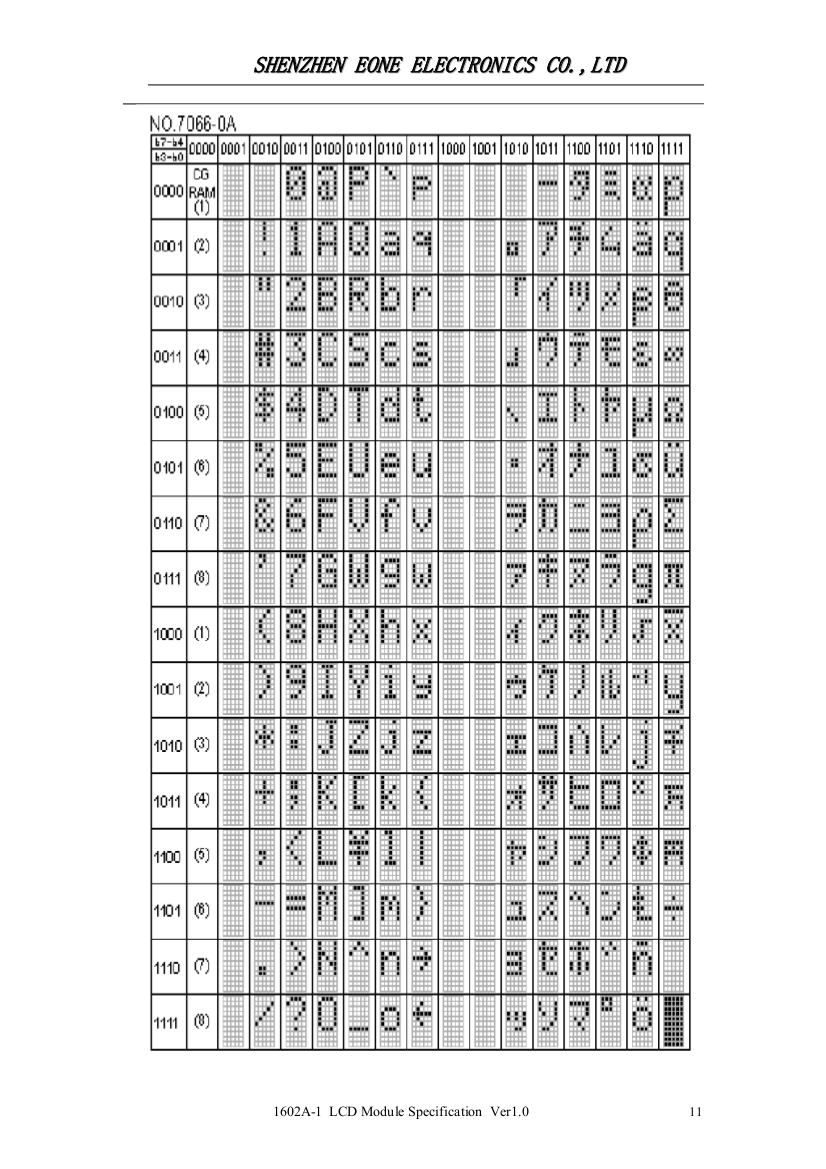 SHENZHEN EONE ELECTRONICS CO.,LTD
NO.7066-0A
b7-b4 0000 0001 0010 0011 0100 0101 0110 0111 1000 1001 1010 1011 1100 1101 1110 1111
b3-b0
0000 CG RAM (1) 0 @ P ` p ー タ ミ α p
0001 (2) ! 1 A Q a q 。 ア チ ム ä q
0010 (3) " 2 B R b r 「 イ ツ メ β θ
0011 (4) # 3 C S c s 」 ウ テ モ ε ∞
0100 (5) $ 4 D T d t 、 エ ト ヤ μ Ω
0101 (6) % 5 E U e u ・ オ ナ ユ σ ü
0110 (7) & 6 F V f v ヲ カ ニ ヨ ρ Σ
0111 (8) ' 7 G W g w ァ キ ヌ ラ g π
1000 (1) ( 8 H X h x ィ ク ネ リ √ x̄
1001 (2) ) 9 I Y i y ゥ ケ ノ ル ⁻¹ y
1010 (3) * : J Z j z ェ コ ハ レ j 千
1011 (4) + ; K [ k { ォ サ ヒ ロ ˣ 万
1100 (5) , < L ¥ l | ャ シ フ ワ ¢ 円
1101 (6) - = M ] m } ュ ス ヘ ン ÷
1110 (7) . > N ^ n → ョ セ ホ ゛ ñ
1111 (8) / ? O _ o ← ッ ソ マ ゜ ö █
1602A-1 LCD Module Specification Ver1.0 11